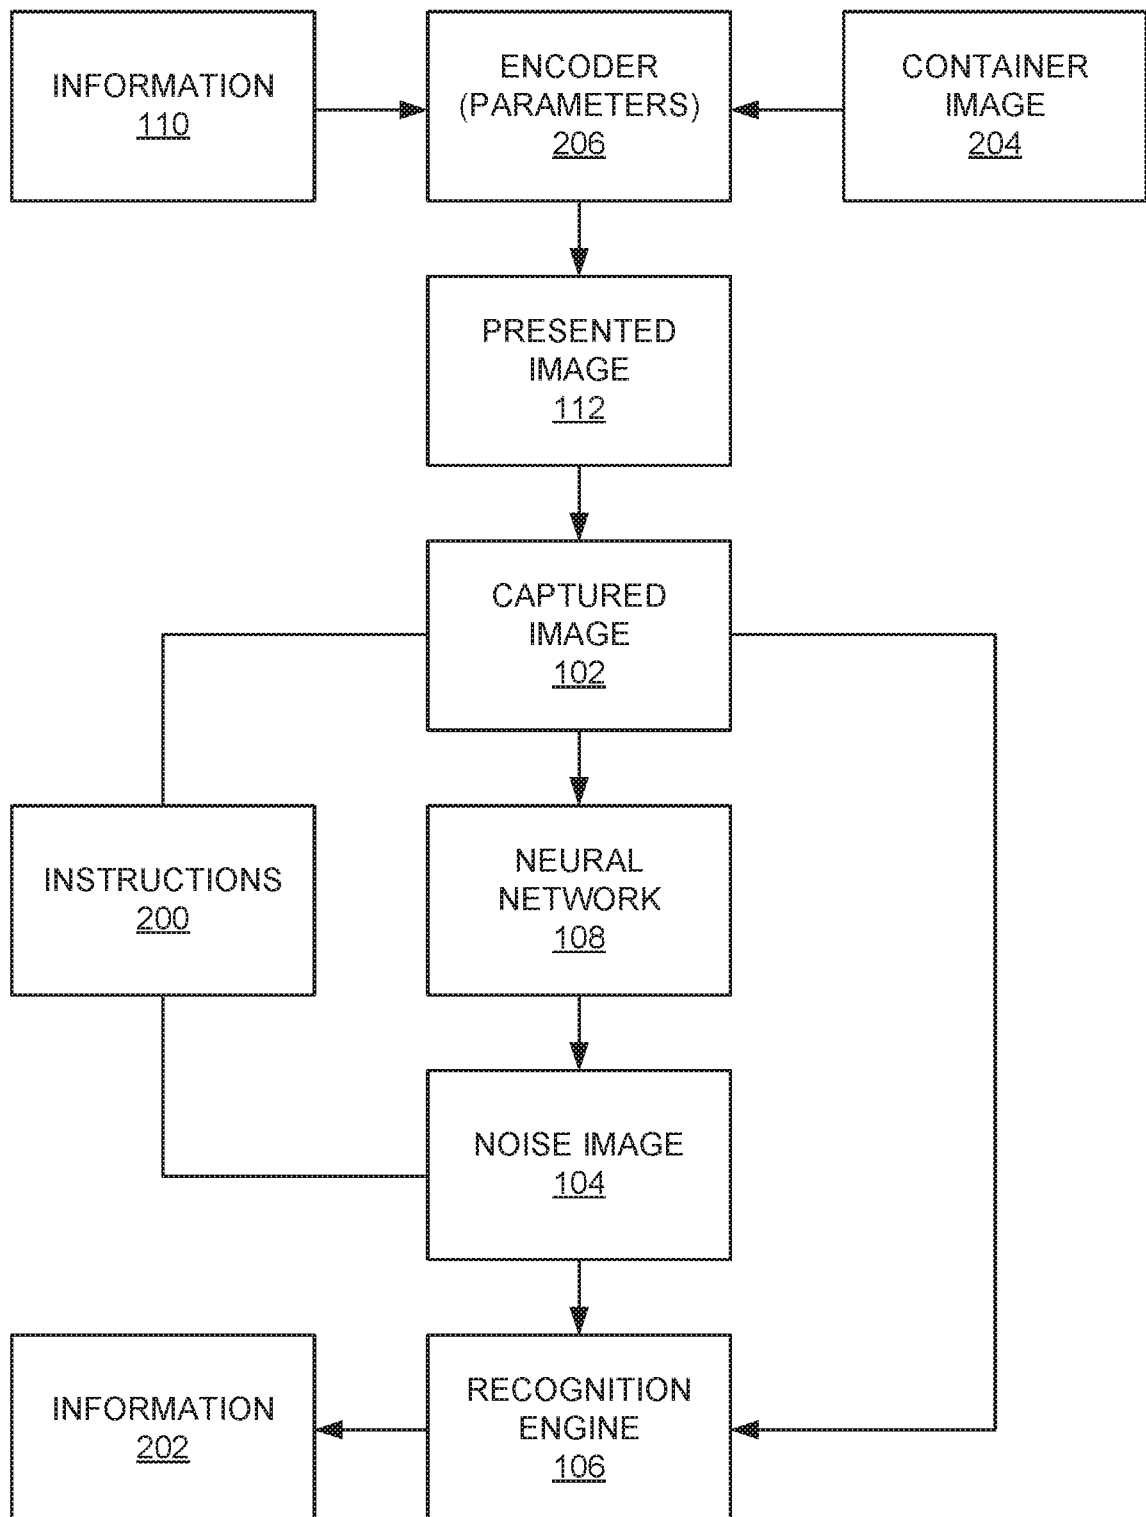 INFORMATION
110
ENCODER
(PARAMETERS)
206
CONTAINER
IMAGE
204
PRESENTED
IMAGE
112
CAPTURED
IMAGE
102
INSTRUCTIONS
200
NEURAL
NETWORK
108
NOISE IMAGE
104
INFORMATION
202
RECOGNITION
ENGINE
106